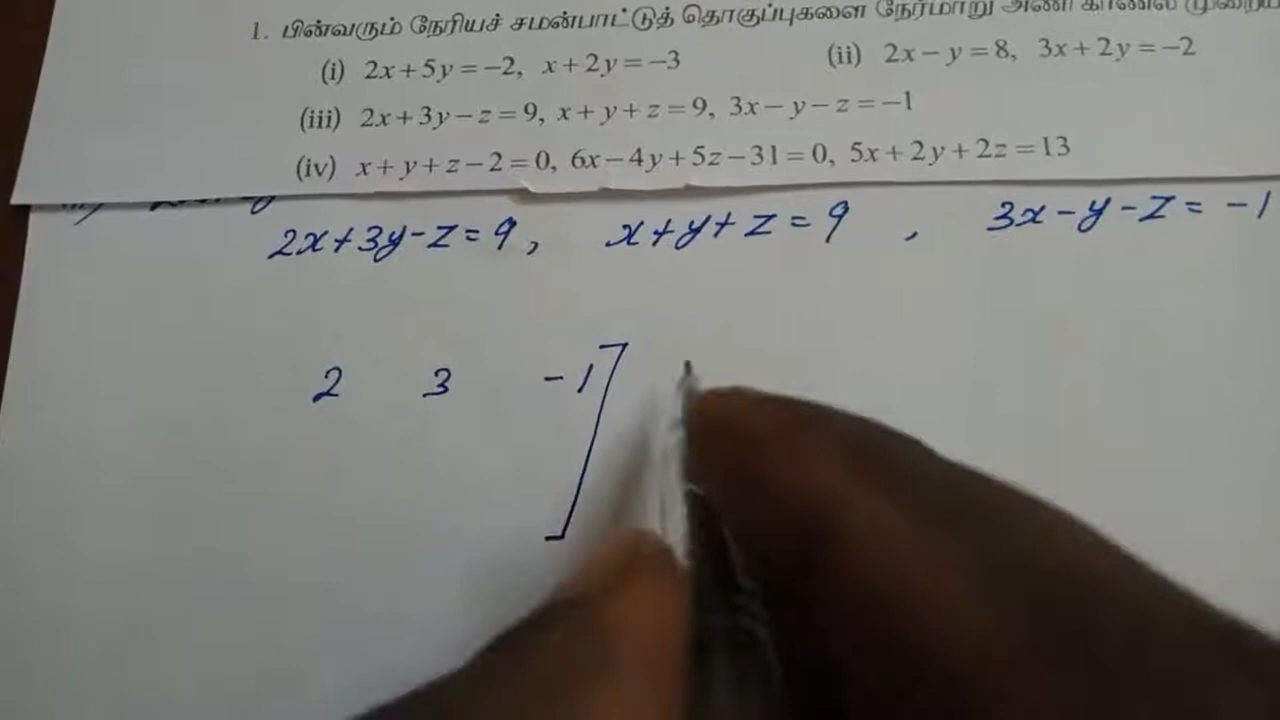 1. பின்வரும் நேரியச் சமன்பாட்டுத் தொகுப்புகளை நேர்மாறு அணி காணல்
(i) 2x+5y=−2, x+2y=−3 (ii) 2x−y=8, 3x+2y=−2
(iii) 2x+3y−z=9, x+y+z=9, 3x−y−z=−1
(iv) x+y+z−2=0, 6x−4y+5z−31=0, 5x+2y+2z=13
2x+3y-z=9, x+y+z=9, 3x-y-z=-1
2 3 -1]